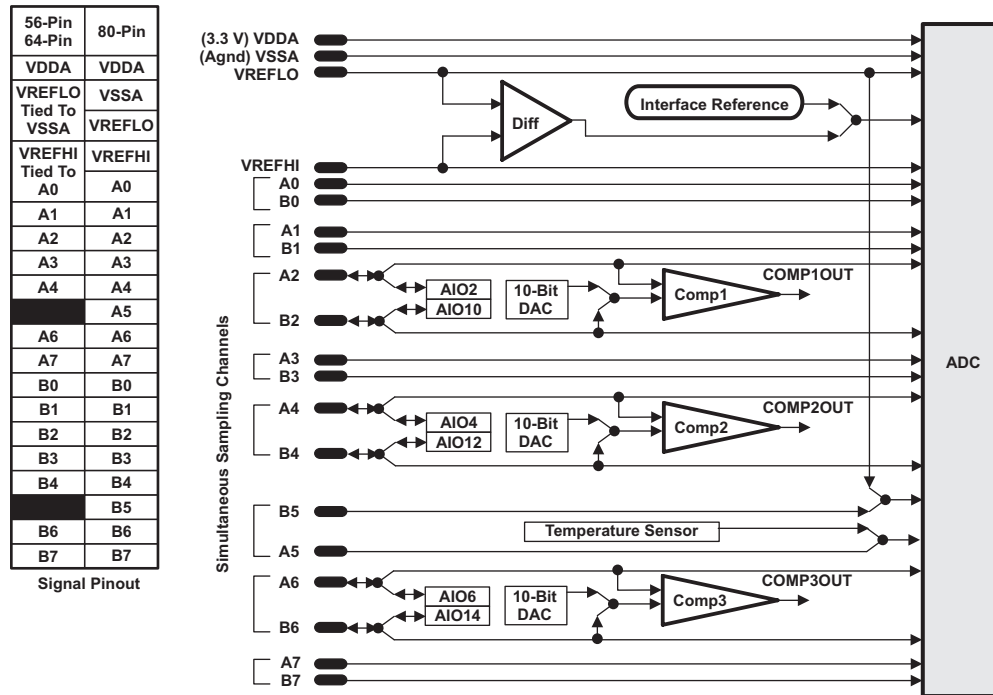 56-Pin
64-Pin
80-Pin
VDDA
VDDA
VREFLO
Tied To
VSSA
VSSA
VREFLO
VREFHI
Tied To
A0
VREFHI
A0
A1
A1
A2
A2
A3
A3
A4
A4
A5
A6
A6
A7
A7
B0
B0
B1
B1
B2
B2
B3
B3
B4
B4
B5
B6
B6
B7
B7
Signal Pinout
(3.3 V) VDDA
(Agnd) VSSA
VREFLO
Interface Reference
Diff
VREFHI
A0
B0
A1
B1
A2
AIO2
AIO10
10-Bit
DAC
Comp1
COMP1OUT
B2
Simultaneous Sampling Channels
A3
B3
ADC
A4
AIO4
AIO12
10-Bit
DAC
Comp2
COMP2OUT
B4
B5
Temperature Sensor
A5
A6
AIO6
AIO14
10-Bit
DAC
Comp3
COMP3OUT
B6
A7
B7